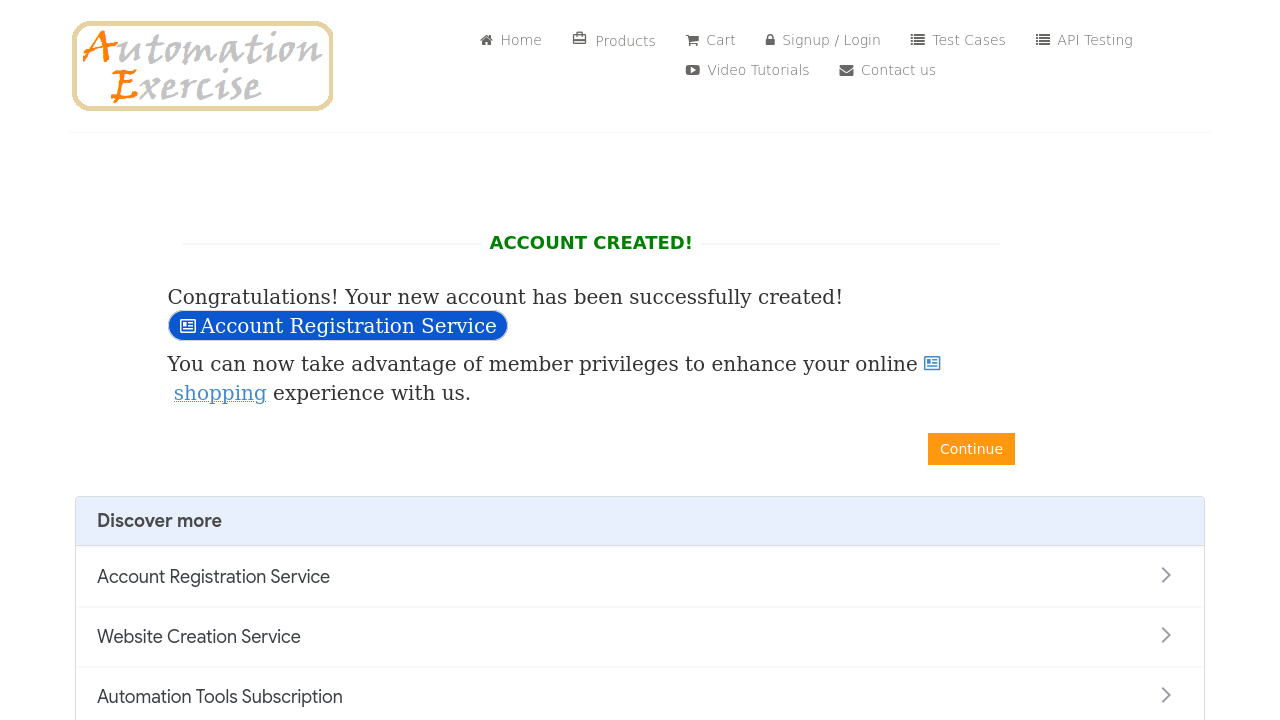 Automation
Exercise
Home
Products
Cart
Signup / Login
Test Cases
API Testing
Video Tutorials
Contact us
ACCOUNT CREATED!
Congratulations! Your new account has been successfully created!
Account Registration Service
You can now take advantage of member privileges to enhance your online
shopping experience with us.
Continue
Discover more
Account Registration Service
Website Creation Service
Automation Tools Subscription